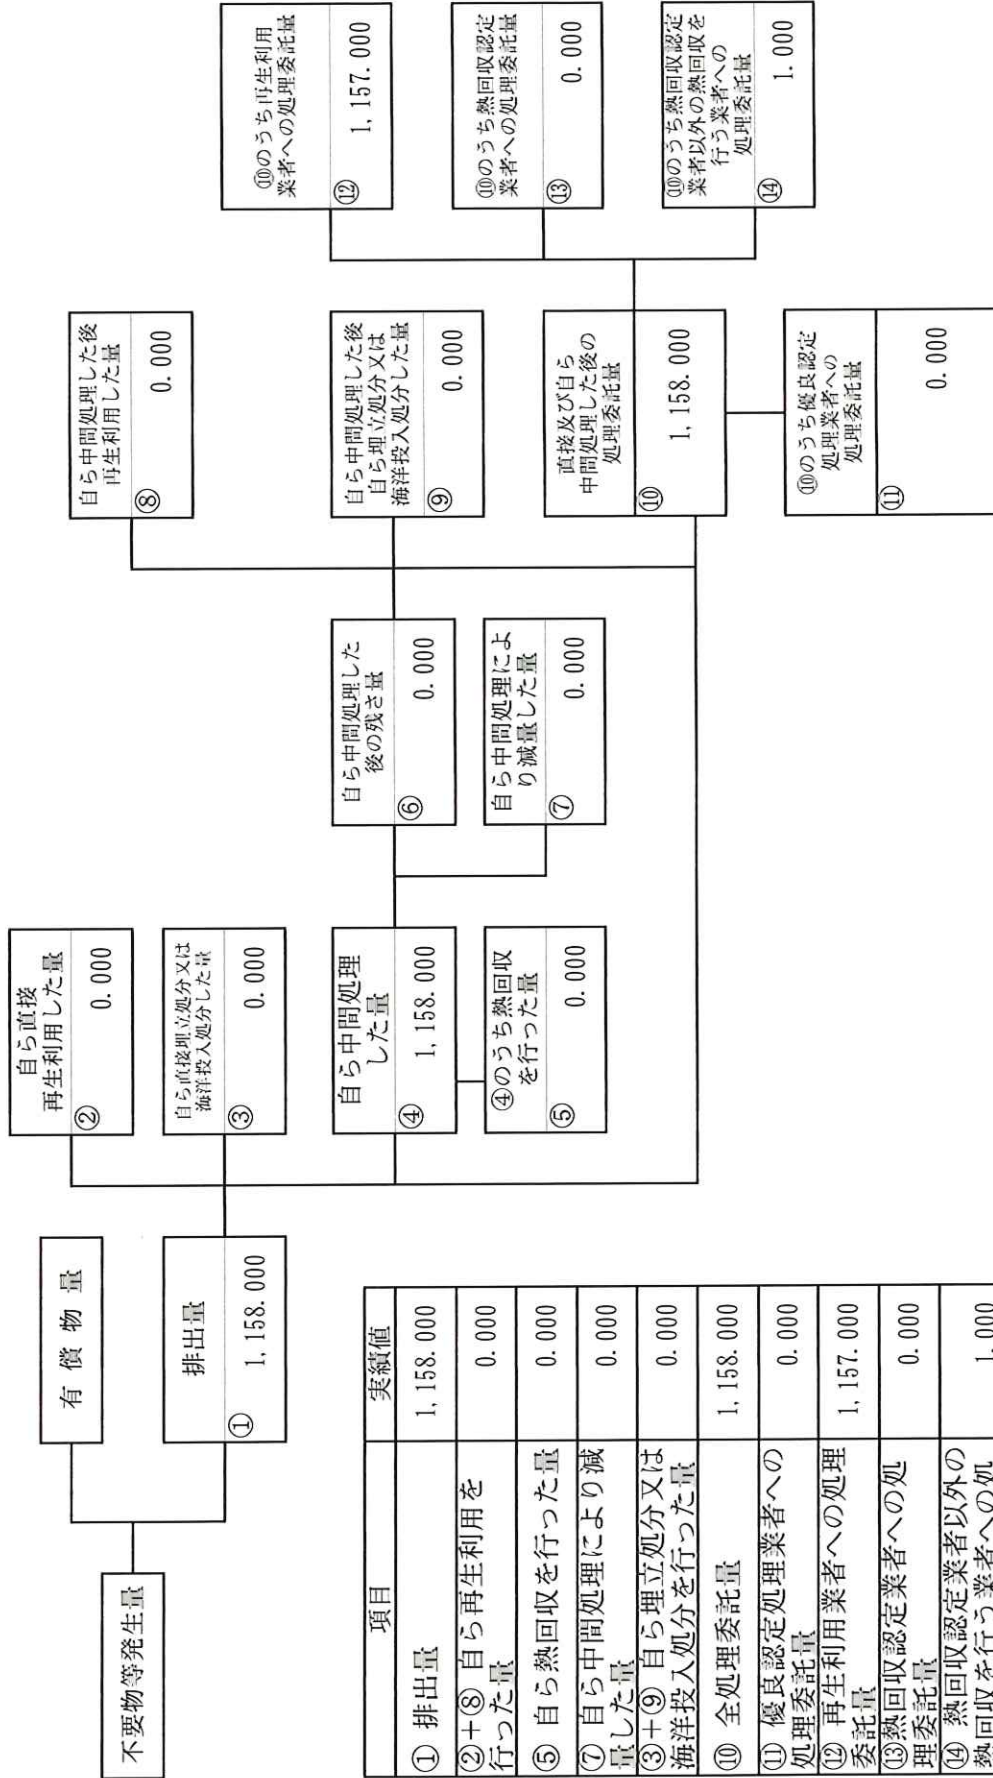 不要物等発生量
有償物量
排出量
① 1,158.000
自ら直接
再生利用した量
② 0.000
自ら直接埋立処分又は
海洋投入処分した量
③ 0.000
自ら中間処理
した量
④ 1,158.000
④のうち熱回収
を行った量
⑤ 0.000
自ら中間処理した
後の残さ量
⑥ 0.000
自ら中間処理によ
り減量した量
⑦ 0.000
自ら中間処理した後
再生利用した量
⑧ 0.000
自ら中間処理した後
自ら埋立処分又は
海洋投入処分した量
⑨ 0.000
直接及び自ら
中間処理した後の
処理委託量
⑩ 1,158.000
⑩のうち優良認定
処理業者への
処理委託量
⑪ 0.000
⑩のうち再生利用
業者への処理委託量
⑫ 1,157.000
⑩のうち熱回収認定
業者への処理委託量
⑬ 0.000
⑩のうち熱回収認定
業者以外の熱回収を
行う業者への
処理委託量
⑭ 1.000
項目 実績値
① 排出量 1,158.000
②+⑧ 自ら再生利用を
行った量 0.000
⑤ 自ら熱回収を行った量 0.000
⑦ 自ら中間処理により減
量した量 0.000
③+⑨ 自ら埋立処分又は
海洋投入処分を行った量 0.000
⑩ 全処理委託量 1,158.000
⑪ 優良認定処理業者への
処理委託量 0.000
⑫ 再生利用業者への処理
委託量 1,157.000
⑬熱回収認定業者への処
理委託量 0.000
⑭ 熱回収認定業者以外の
熱回収を行う業者への処 1.000